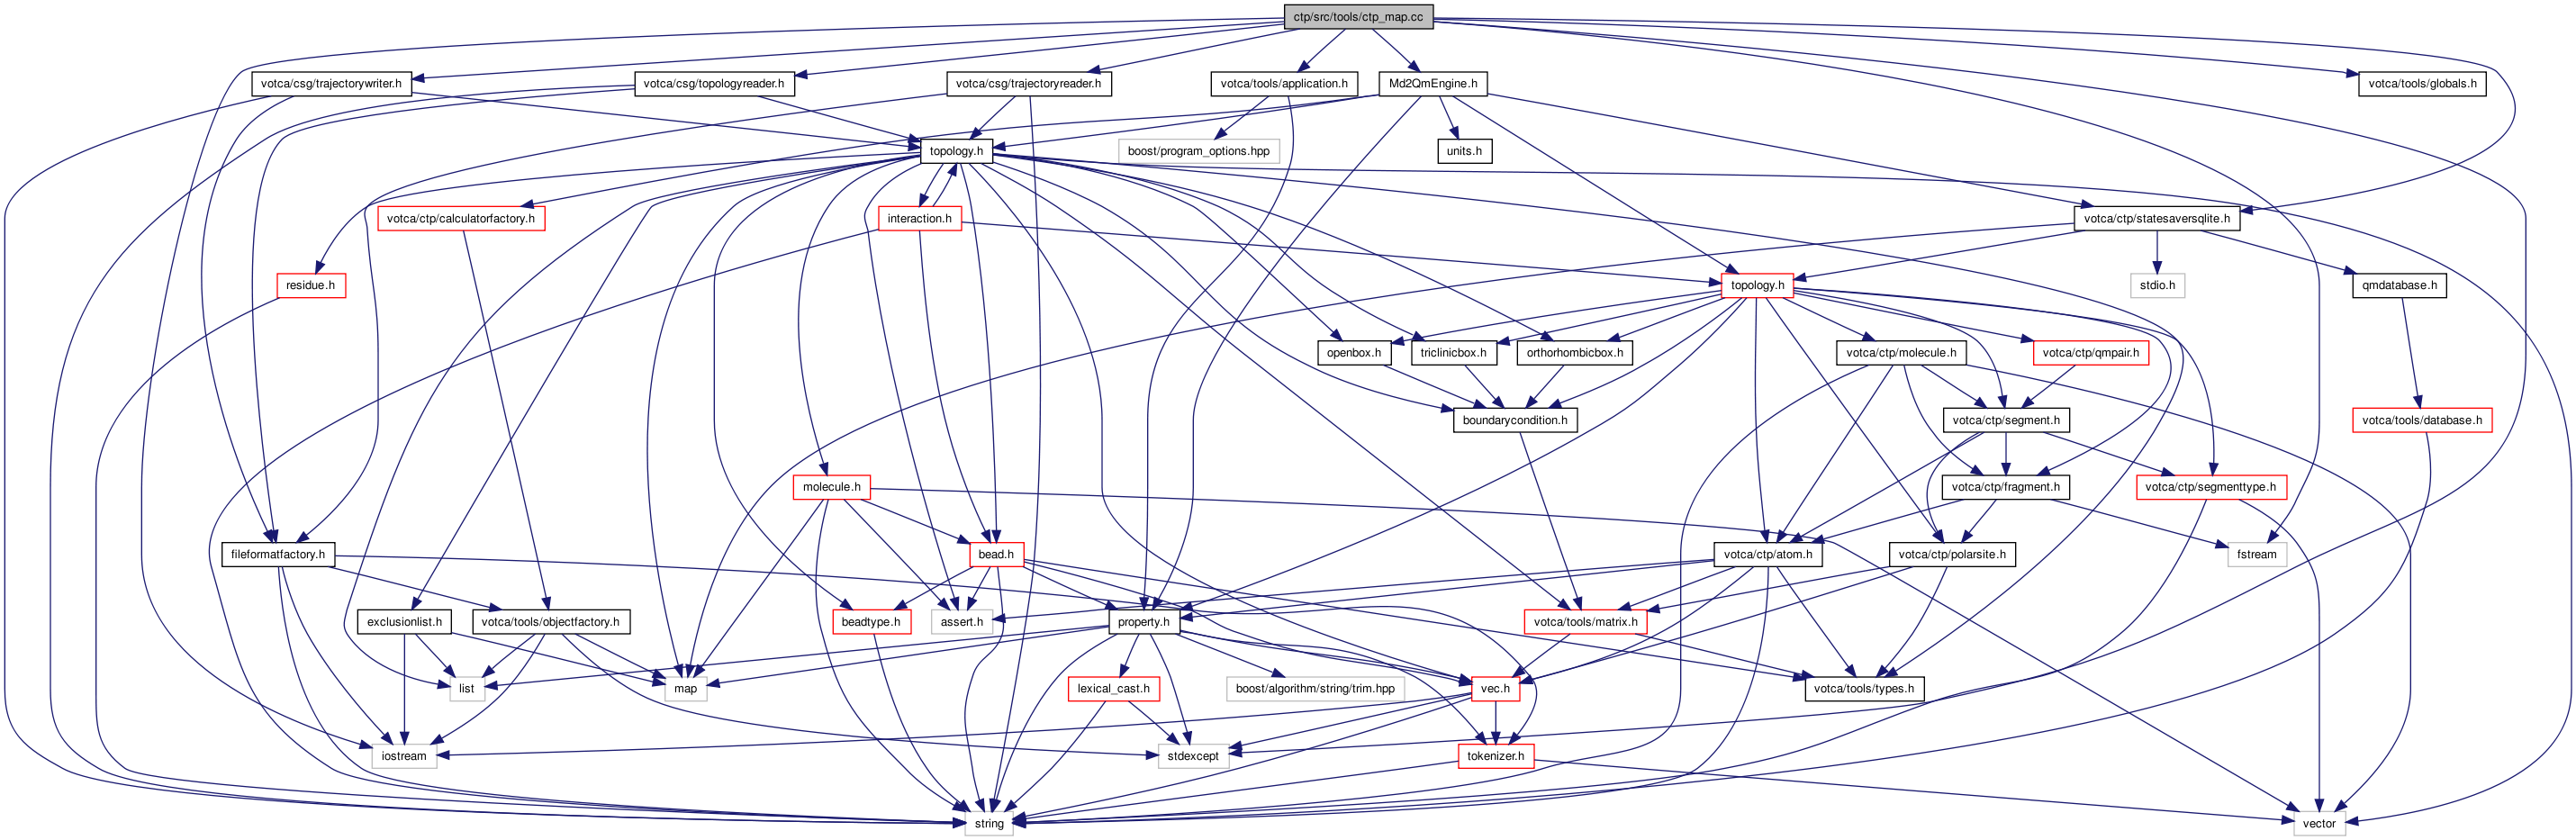 ctp/src/tools/ctp_map.cc
votca/csg/trajectorywriter.h
votca/csg/topologyreader.h
votca/csg/trajectoryreader.h
votca/tools/application.h
Md2QmEngine.h
votca/tools/globals.h
topology.h
boost/program_options.hpp
units.h
votca/ctp/calculatorfactory.h
interaction.h
votca/ctp/statesaversqlite.h
residue.h
topology.h
stdio.h
qmdatabase.h
openbox.h
triclinicbox.h
orthorhombicbox.h
votca/ctp/molecule.h
votca/ctp/qmpair.h
boundarycondition.h
votca/ctp/segment.h
votca/tools/database.h
molecule.h
votca/ctp/fragment.h
votca/ctp/segmenttype.h
fileformatfactory.h
bead.h
votca/ctp/atom.h
votca/ctp/polarsite.h
fstream
exclusionlist.h
votca/tools/objectfactory.h
beadtype.h
assert.h
property.h
votca/tools/matrix.h
list
map
lexical_cast.h
boost/algorithm/string/trim.hpp
vec.h
votca/tools/types.h
iostream
stdexcept
tokenizer.h
string
vector